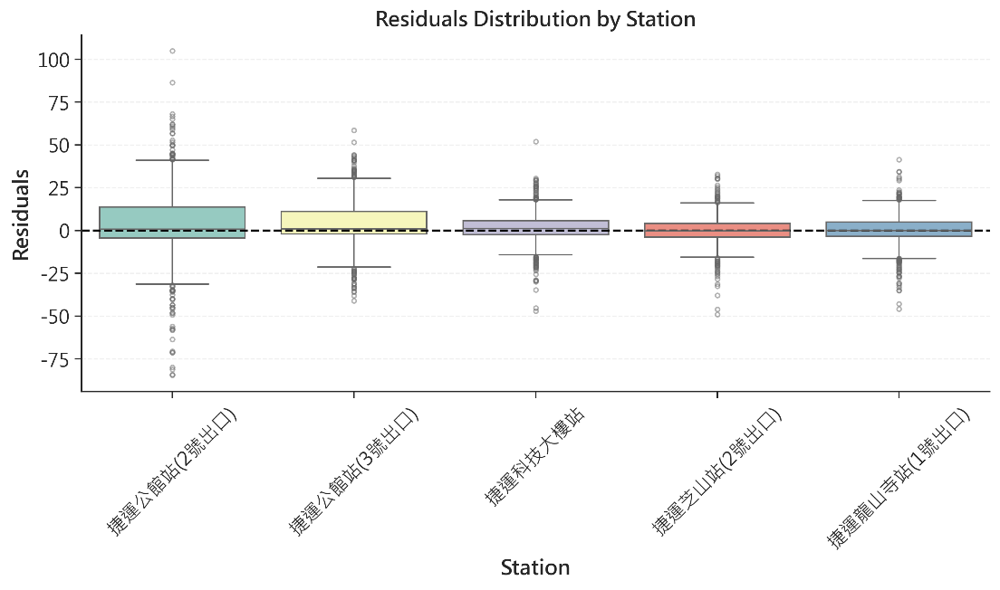 Residuals Distribution by Station
Residuals
100
75
50
25
0
-25
-50
-75
捷運公館站(2號出口)
捷運公館站(3號出口)
捷運科技大樓站
捷運芝山站(2號出口)
捷運龍山寺站(1號出口)
Station